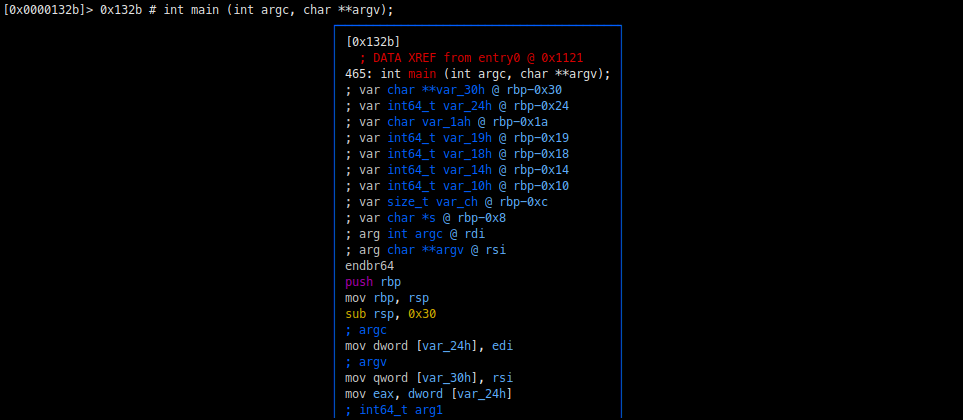 [0x0000132b]> 0x132b # int main (int argc, char **argv);
[0x132b]
; DATA XREF from entry0 @ 0x1121
465: int main (int argc, char **argv);
; var char **var_30h @ rbp-0x30
; var int64_t var_24h @ rbp-0x24
; var char var_1ah @ rbp-0x1a
; var int64_t var_19h @ rbp-0x19
; var int64_t var_18h @ rbp-0x18
; var int64_t var_14h @ rbp-0x14
; var int64_t var_10h @ rbp-0x10
; var size_t var_ch @ rbp-0xc
; var char *s @ rbp-0x8
; arg int argc @ rdi
; arg char **argv @ rsi
endbr64
push rbp
mov rbp, rsp
sub rsp, 0x30
; argc
mov dword [var_24h], edi
; argv
mov qword [var_30h], rsi
mov eax, dword [var_24h]
; int64_t arg1